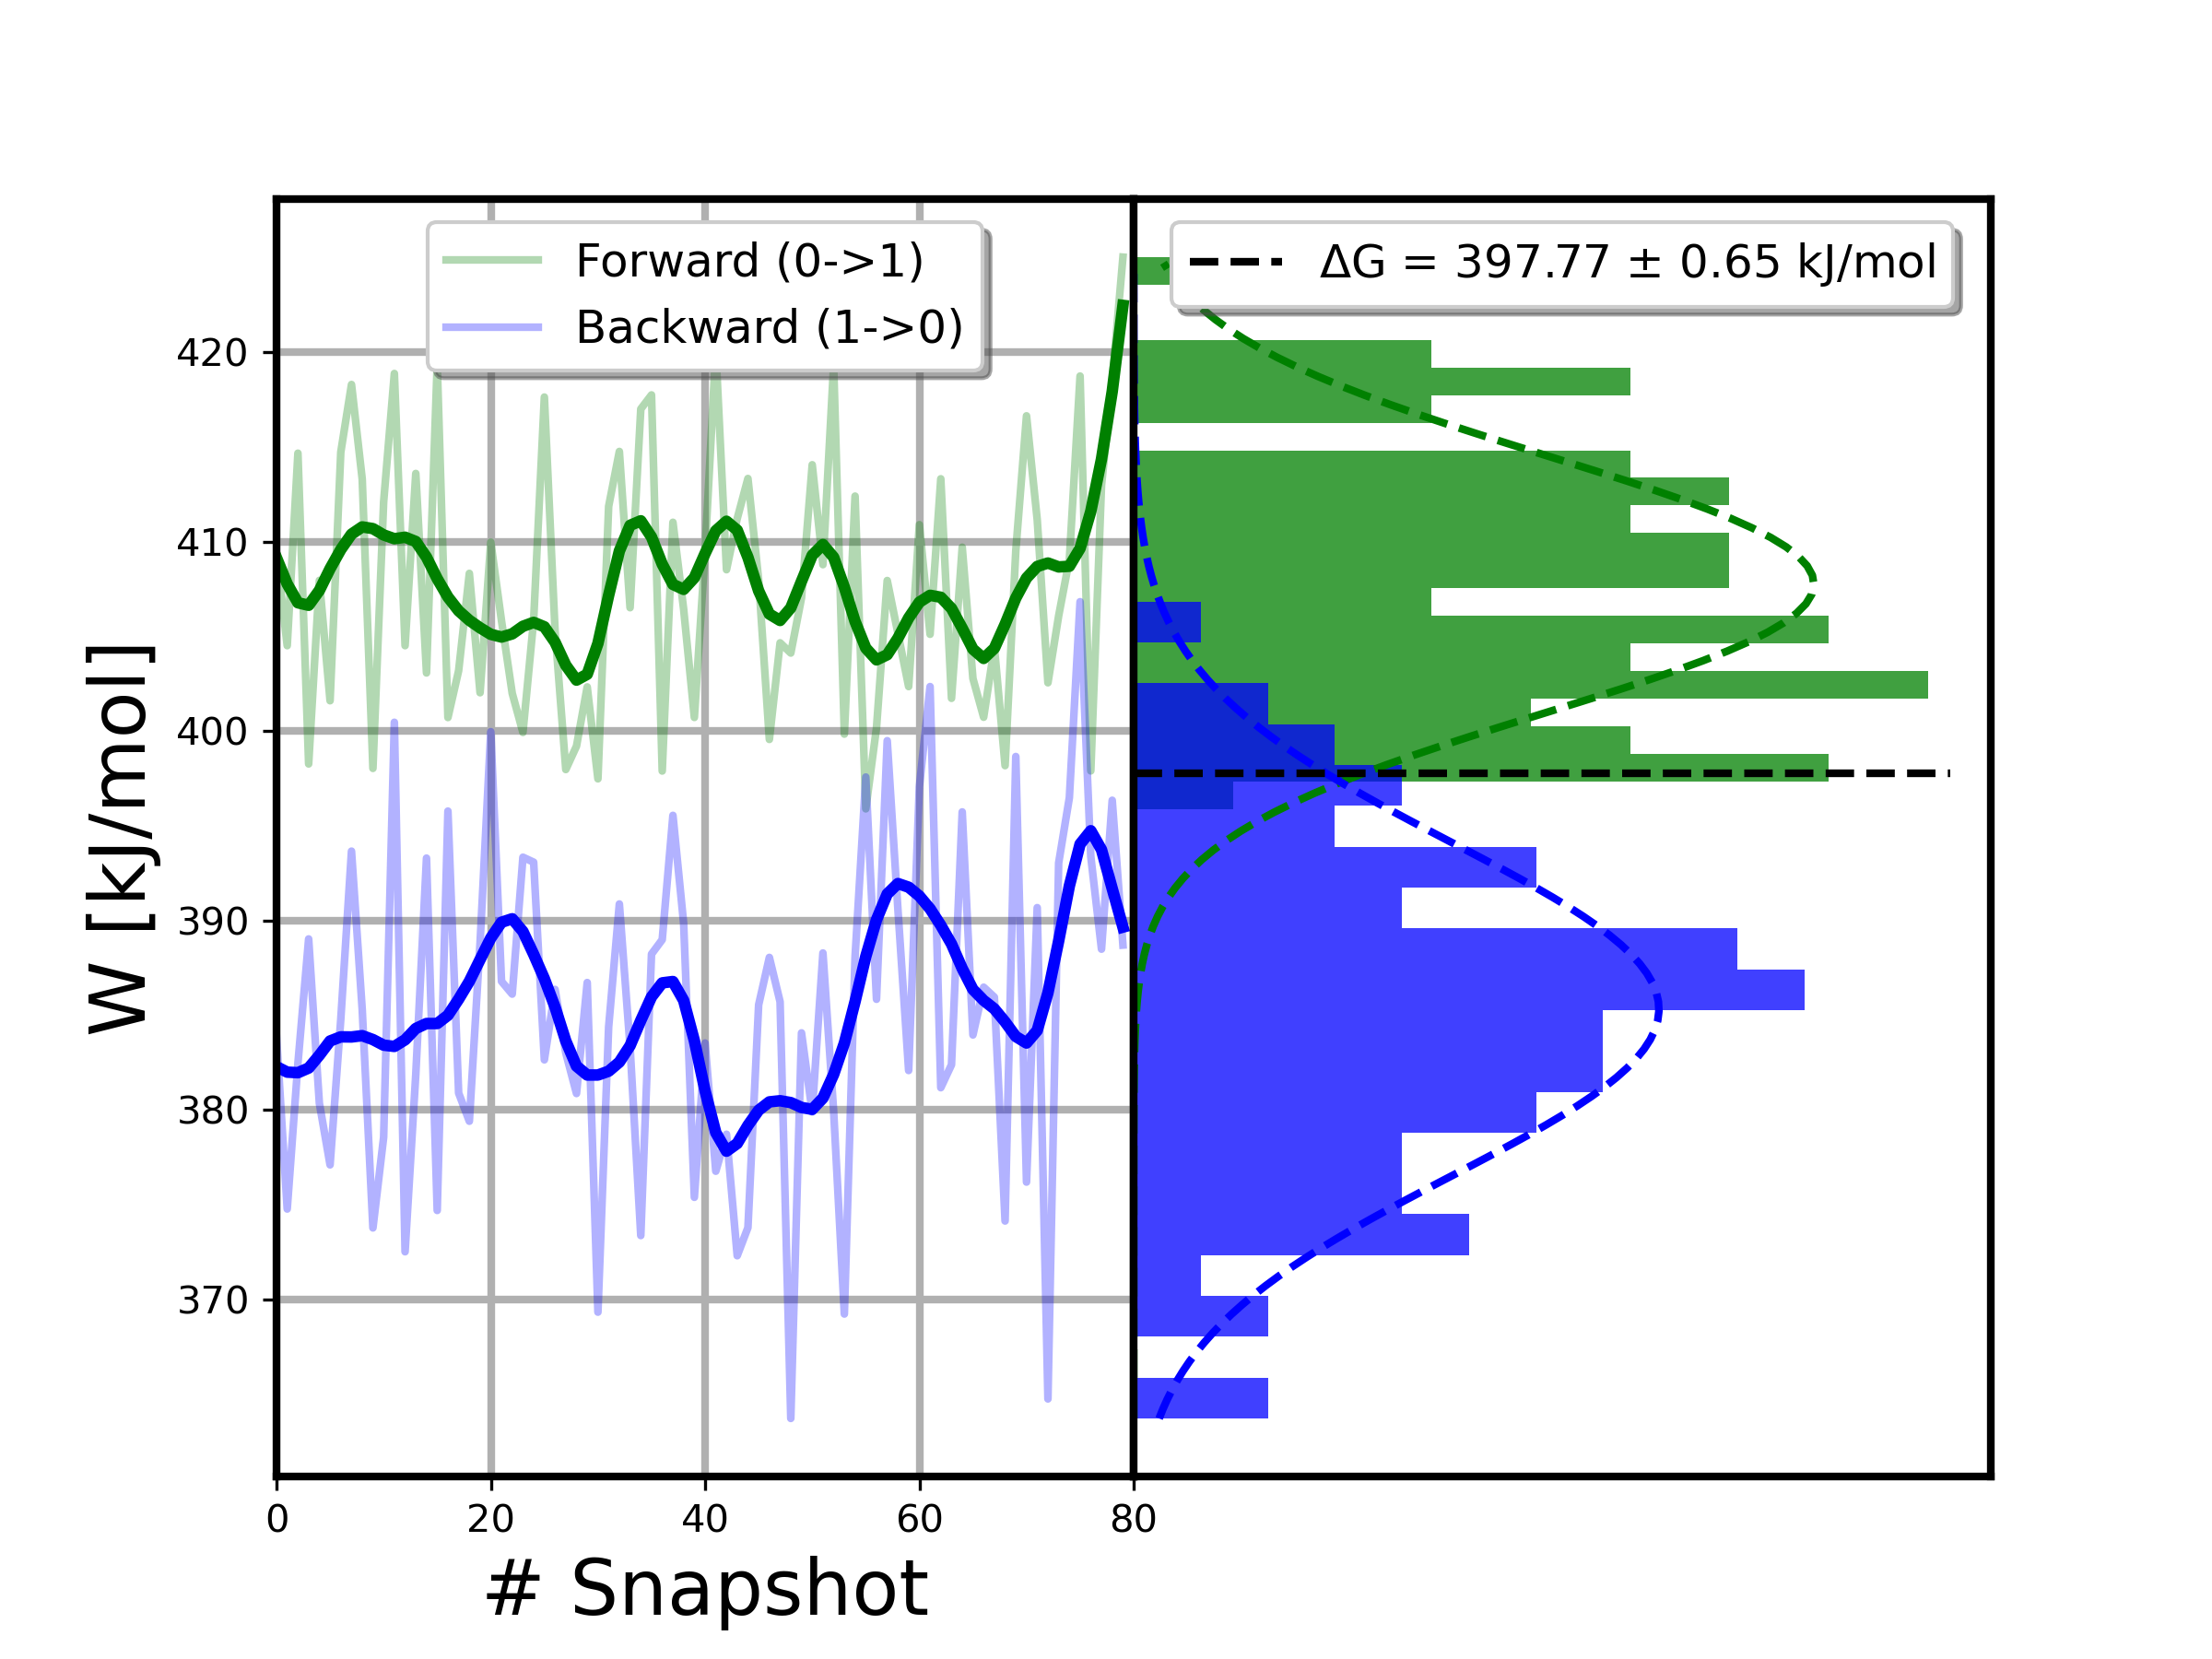 Forward (0->1)
Backward (1->0)
ΔG = 397.77 ± 0.65 kJ/mol
W [kJ/mol]
420
410
400
390
380
370
0 20 40 60 80
# Snapshot